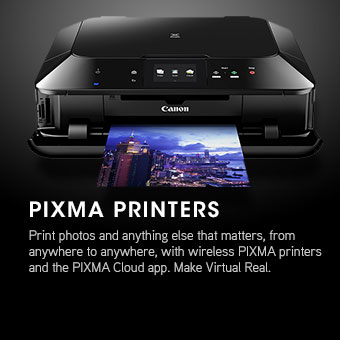 Canon
PIXMA PRINTERS
Print photos and anything else that matters, from
anywhere to anywhere, with wireless PIXMA printers
and the PIXMA Cloud app. Make Virtual Real.